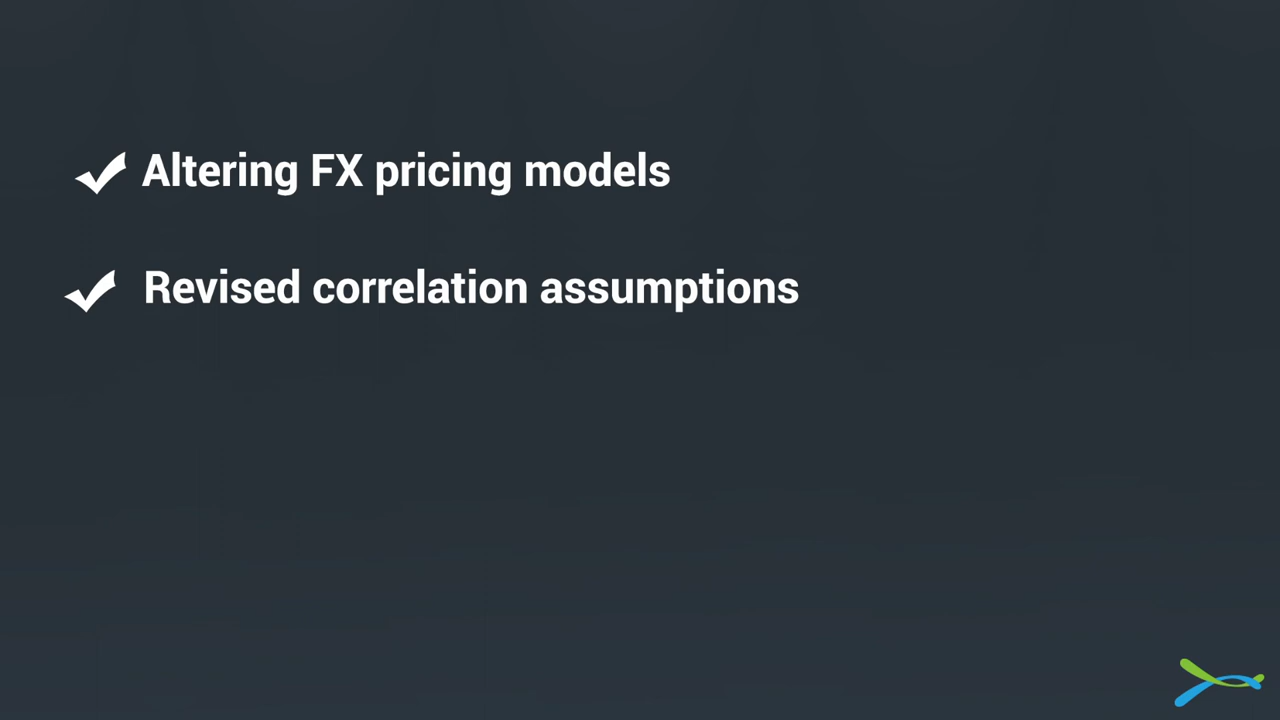 Altering FX pricing models
Revised correlation assumptions